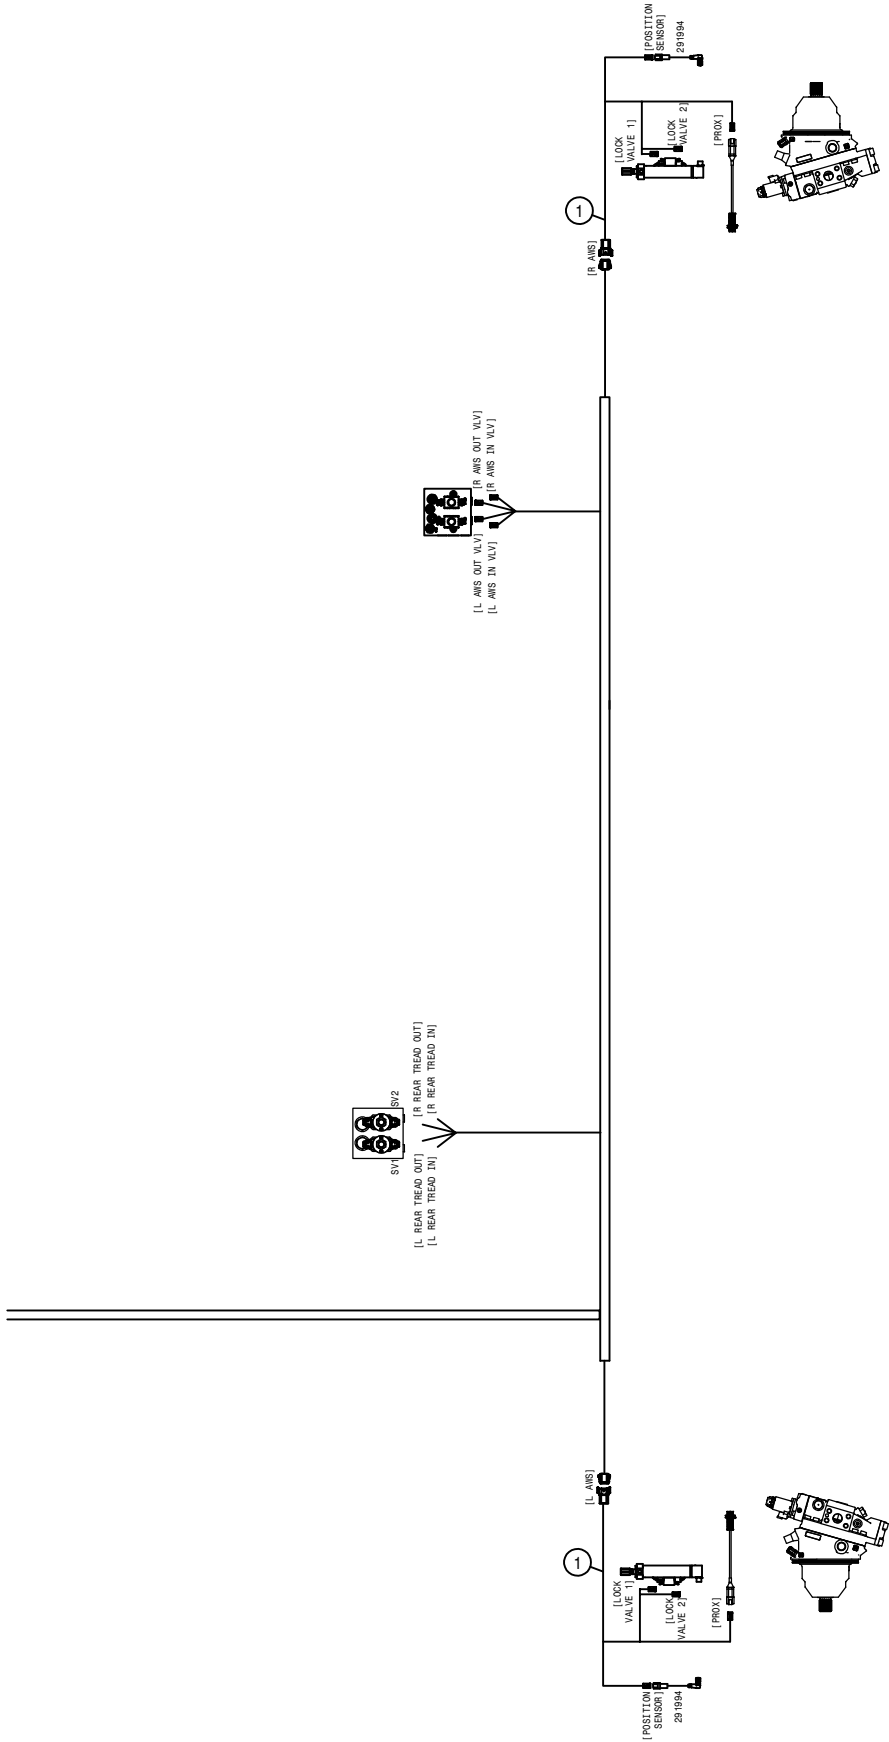 [POSITION
SENSOR]
291994
[LOCK
VALVE 1]
[LOCK
VALVE 2]
[PROX]
1
[R AWS]
[R AWS OUT VLV]
[R AWS IN VLV]
[L AWS OUT VLV]
[L AWS IN VLV]
[R REAR TREAD OUT]
[R REAR TREAD IN]
SV2
SV1
[L REAR TREAD OUT]
[L REAR TREAD IN]
[L AWS]
1
[LOCK
VALVE 1]
[LOCK
VALVE 2]
[PROX]
[POSITION
SENSOR]
291994